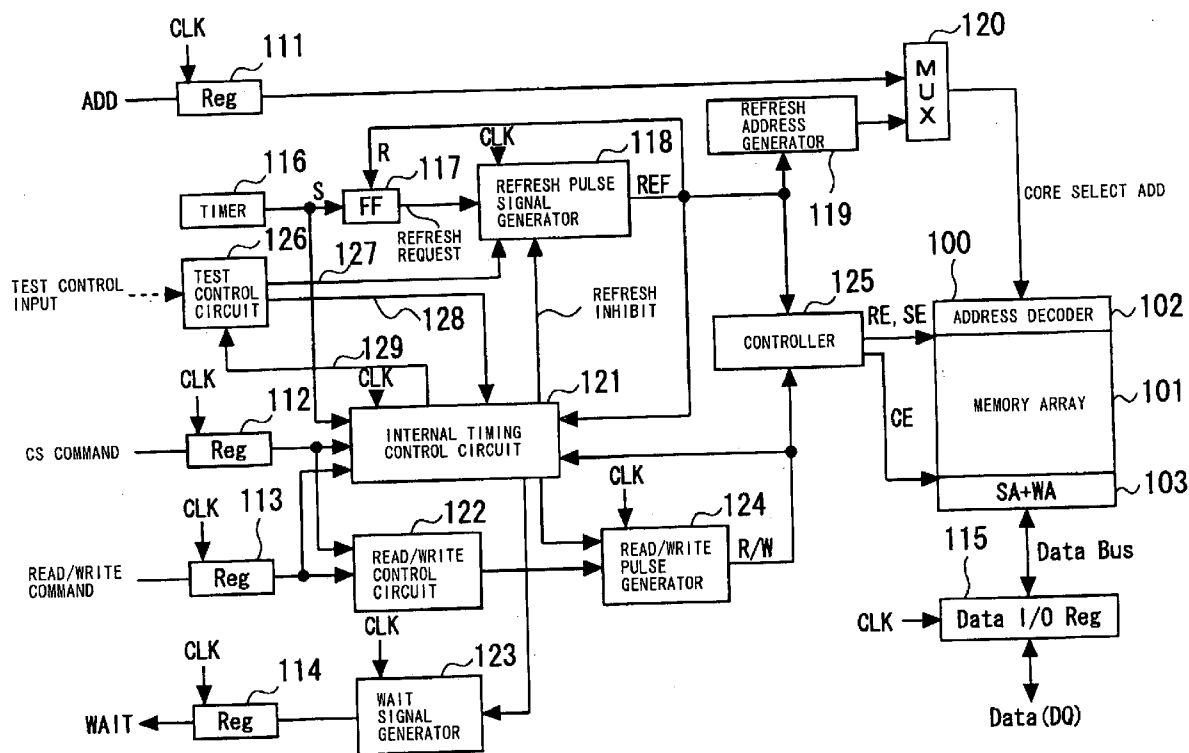 CLK
111
ADD
Reg
120
MUX
REFRESH
ADDRESS
GENERATOR
119
CORE SELECT ADD
116
TIMER
S
R
117
FF
REFRESH
REQUEST
CLK
118
REFRESH PULSE
SIGNAL
GENERATOR
REF
126
TEST CONTROL
INPUT
TEST
CONTROL
CIRCUIT
127
128
129
REFRESH
INHIBIT
125
CONTROLLER
RE, SE
CE
100
ADDRESS DECODER
102
MEMORY ARRAY
101
SA+WA
103
CLK
112
CS COMMAND
Reg
CLK
121
INTERNAL TIMING
CONTROL CIRCUIT
CLK
113
READ/WRITE
COMMAND
Reg
122
READ/WRITE
CONTROL
CIRCUIT
CLK
124
READ/WRITE
PULSE
GENERATOR
R/W
115
Data Bus
CLK
Data I/O Reg
Data(DQ)
CLK
114
WAIT
Reg
CLK
123
WAIT
SIGNAL
GENERATOR